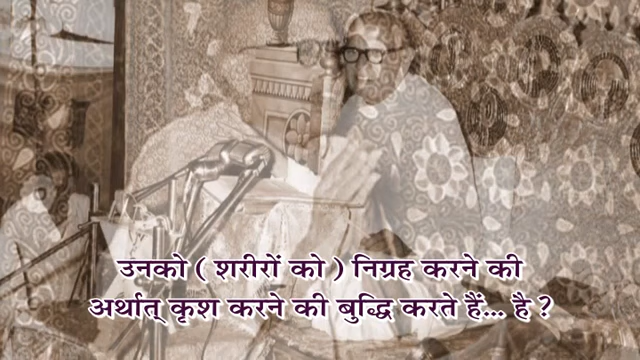 उनको ( शरीरों को ) निग्रह करने की
अर्थात् कृश करने की बुद्धि करते हैं... है ?